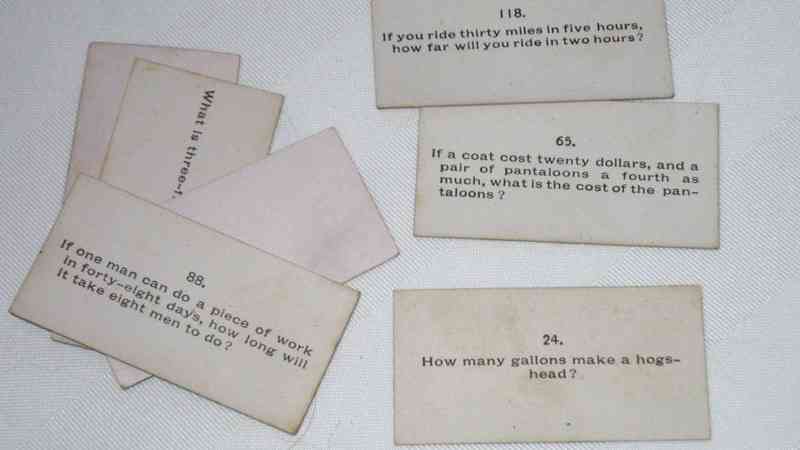 118.
If you ride thirty miles in five hours,
how far will you ride in two hours?
65.
If a coat cost twenty dollars, and a
pair of pantaloons a fourth as
much, what is the cost of the pan-
taloons ?
24.
How many gallons make a hogs-
head ?
What is three-f
88.
If one man can do a piece of work
in forty-eight days, how long will
it take eight men to do ?